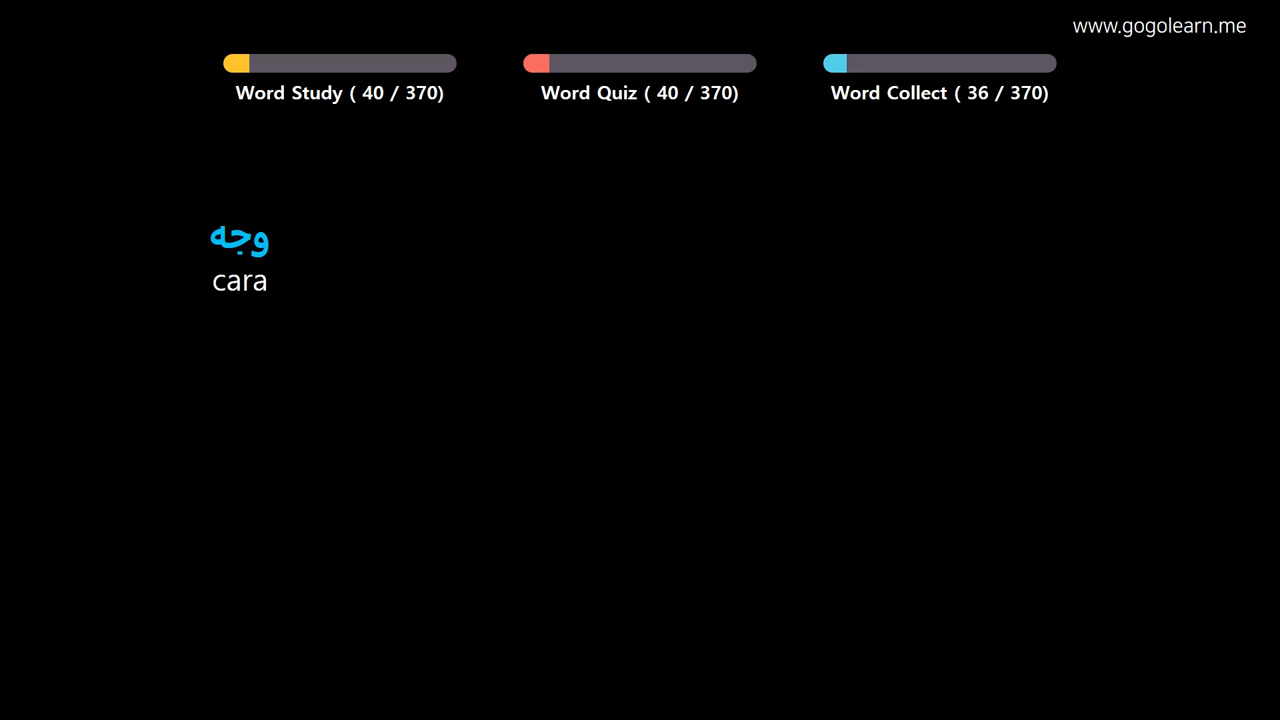 www.gogolearn.me
Word Study ( 40 / 370)
Word Quiz ( 40 / 370)
Word Collect ( 36 / 370)
وجه
cara